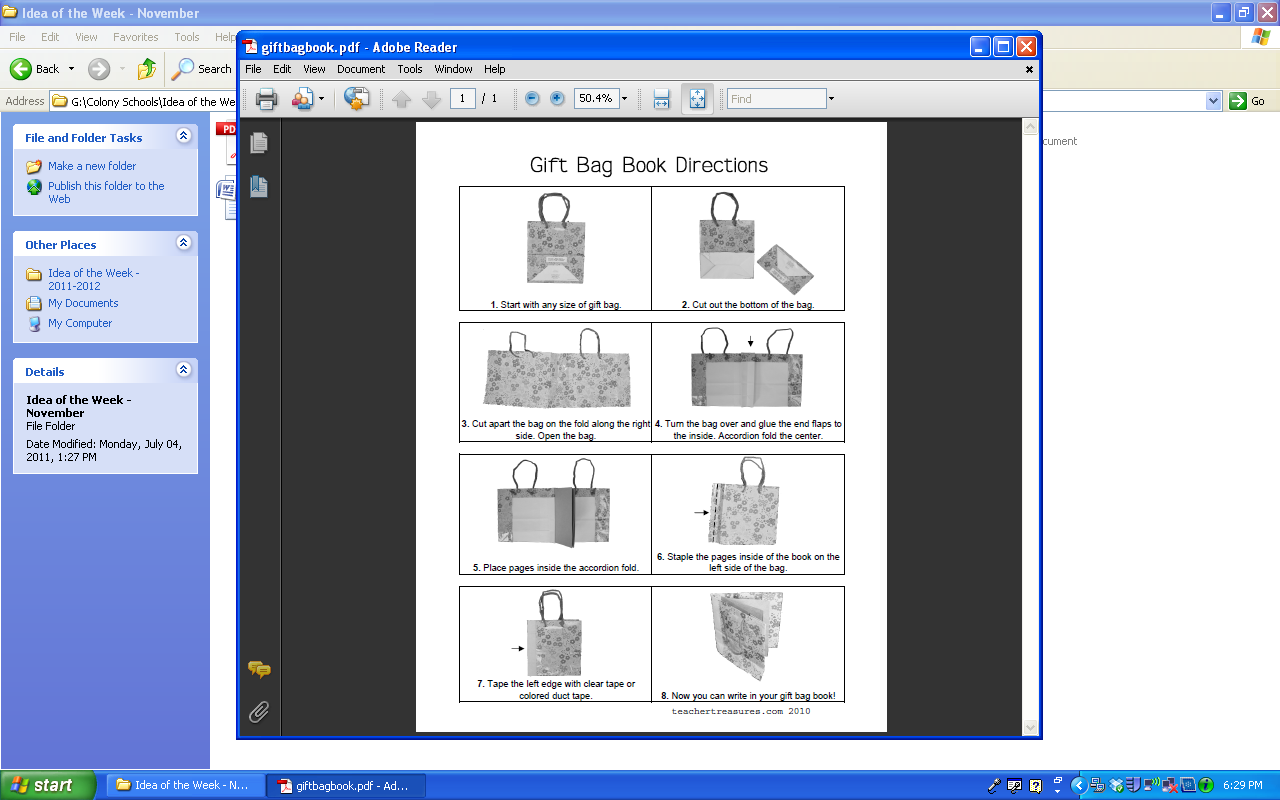 Idea of the Week - November
File Edit View Favorites Tools Help
Back Search
Address G:\Colony Schools\Idea of the We
Go
File and Folder Tasks
Make a new folder
Publish this folder to the
Web
Other Places
Idea of the Week -
2011-2012
My Documents
My Computer
Details
Idea of the Week -
November
File Folder
Date Modified: Monday, July 04,
2011, 1:27 PM
giftbagbook.pdf - Adobe Reader
File Edit View Document Tools Window Help
1 / 1 50.4% Find
Gift Bag Book Directions
1. Start with any size of gift bag.
2. Cut out the bottom of the bag.
3. Cut apart the bag on the fold along the right
side. Open the bag.
4. Turn the bag over and glue the end flaps to
the inside. Accordion fold the center.
5. Place pages inside the accordion fold.
6. Staple the pages inside of the book on the
left side of the bag.
7. Tape the left edge with clear tape or
colored duct tape.
8. Now you can write in your gift bag book!
teachertreasures.com 2010
PD
W
cument
start Idea of the Week - N... giftbagbook.pdf - Ad... 6:29 PM